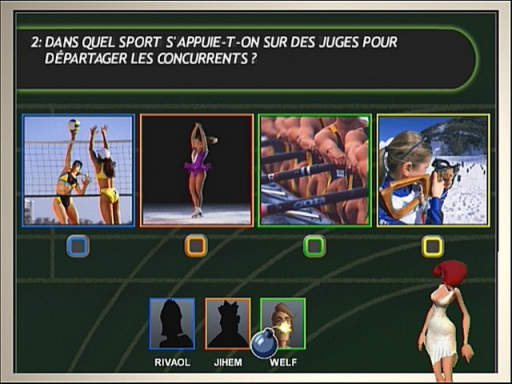 2: DANS QUEL SPORT S'APPUIE-T-ON SUR DES JUGES POUR
DÉPARTAGER LES CONCURRENTS ?
RIVAOL JIHEM WELF